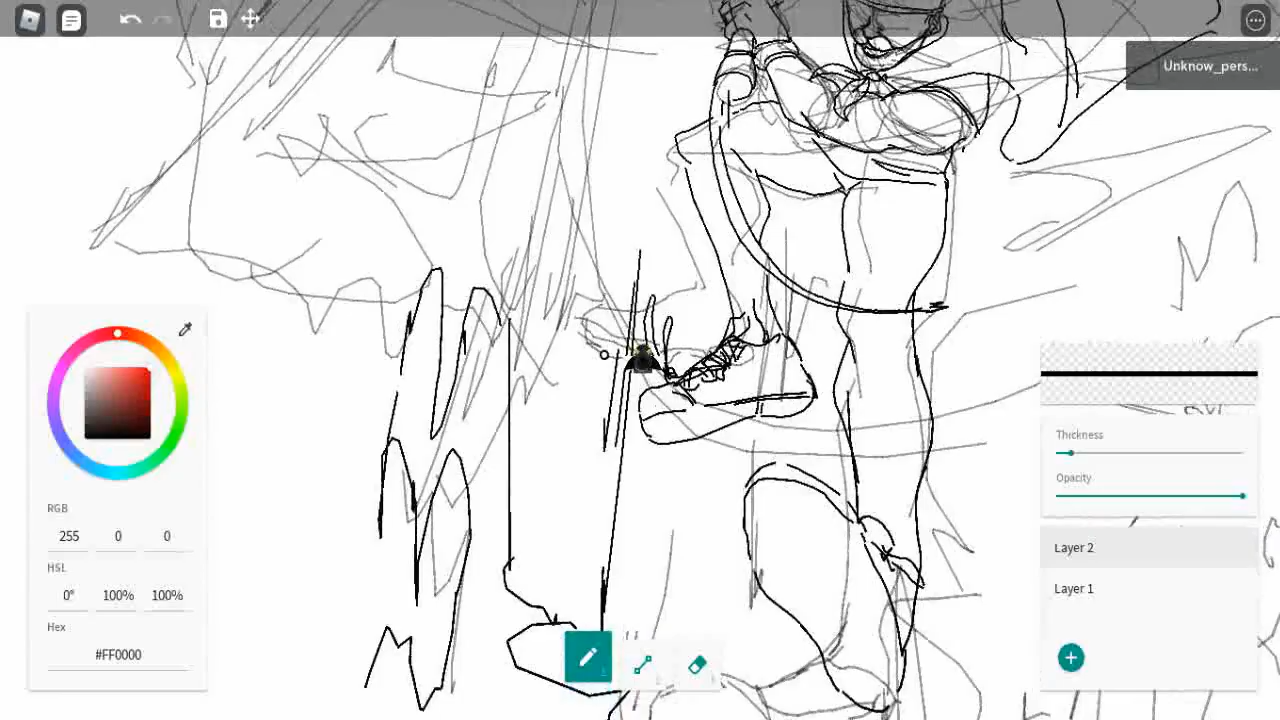 Unknow_pers...
RGB
255 0 0
HSL
0° 100% 100%
Hex
#FF0000
Thickness
Opacity
Layer 2
Layer 1